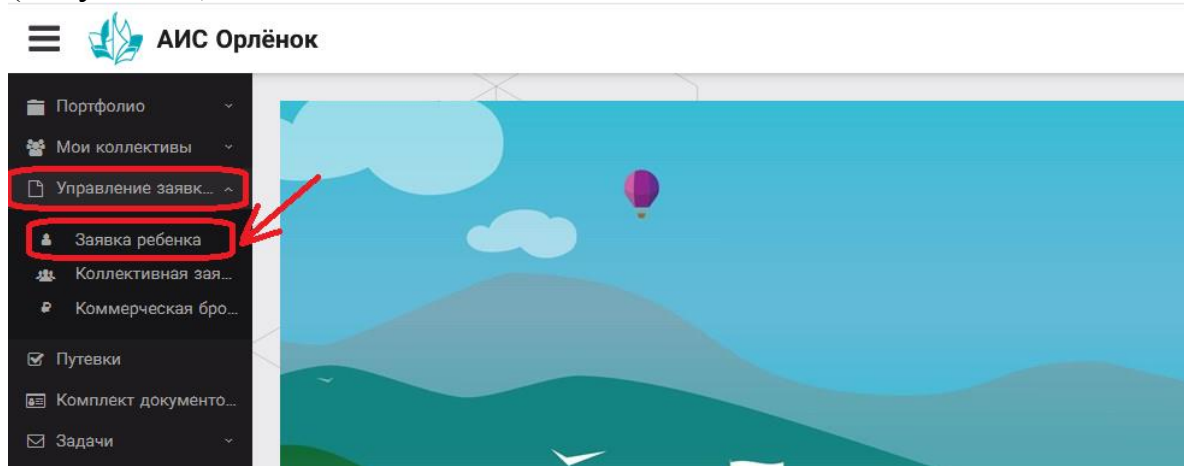 АИС Орлёнок
Портфолио
Мои коллективы
Управление заявк...
Заявка ребенка
Коллективная зая...
Коммерческая бро...
Путевки
Комплект документо...
Задачи